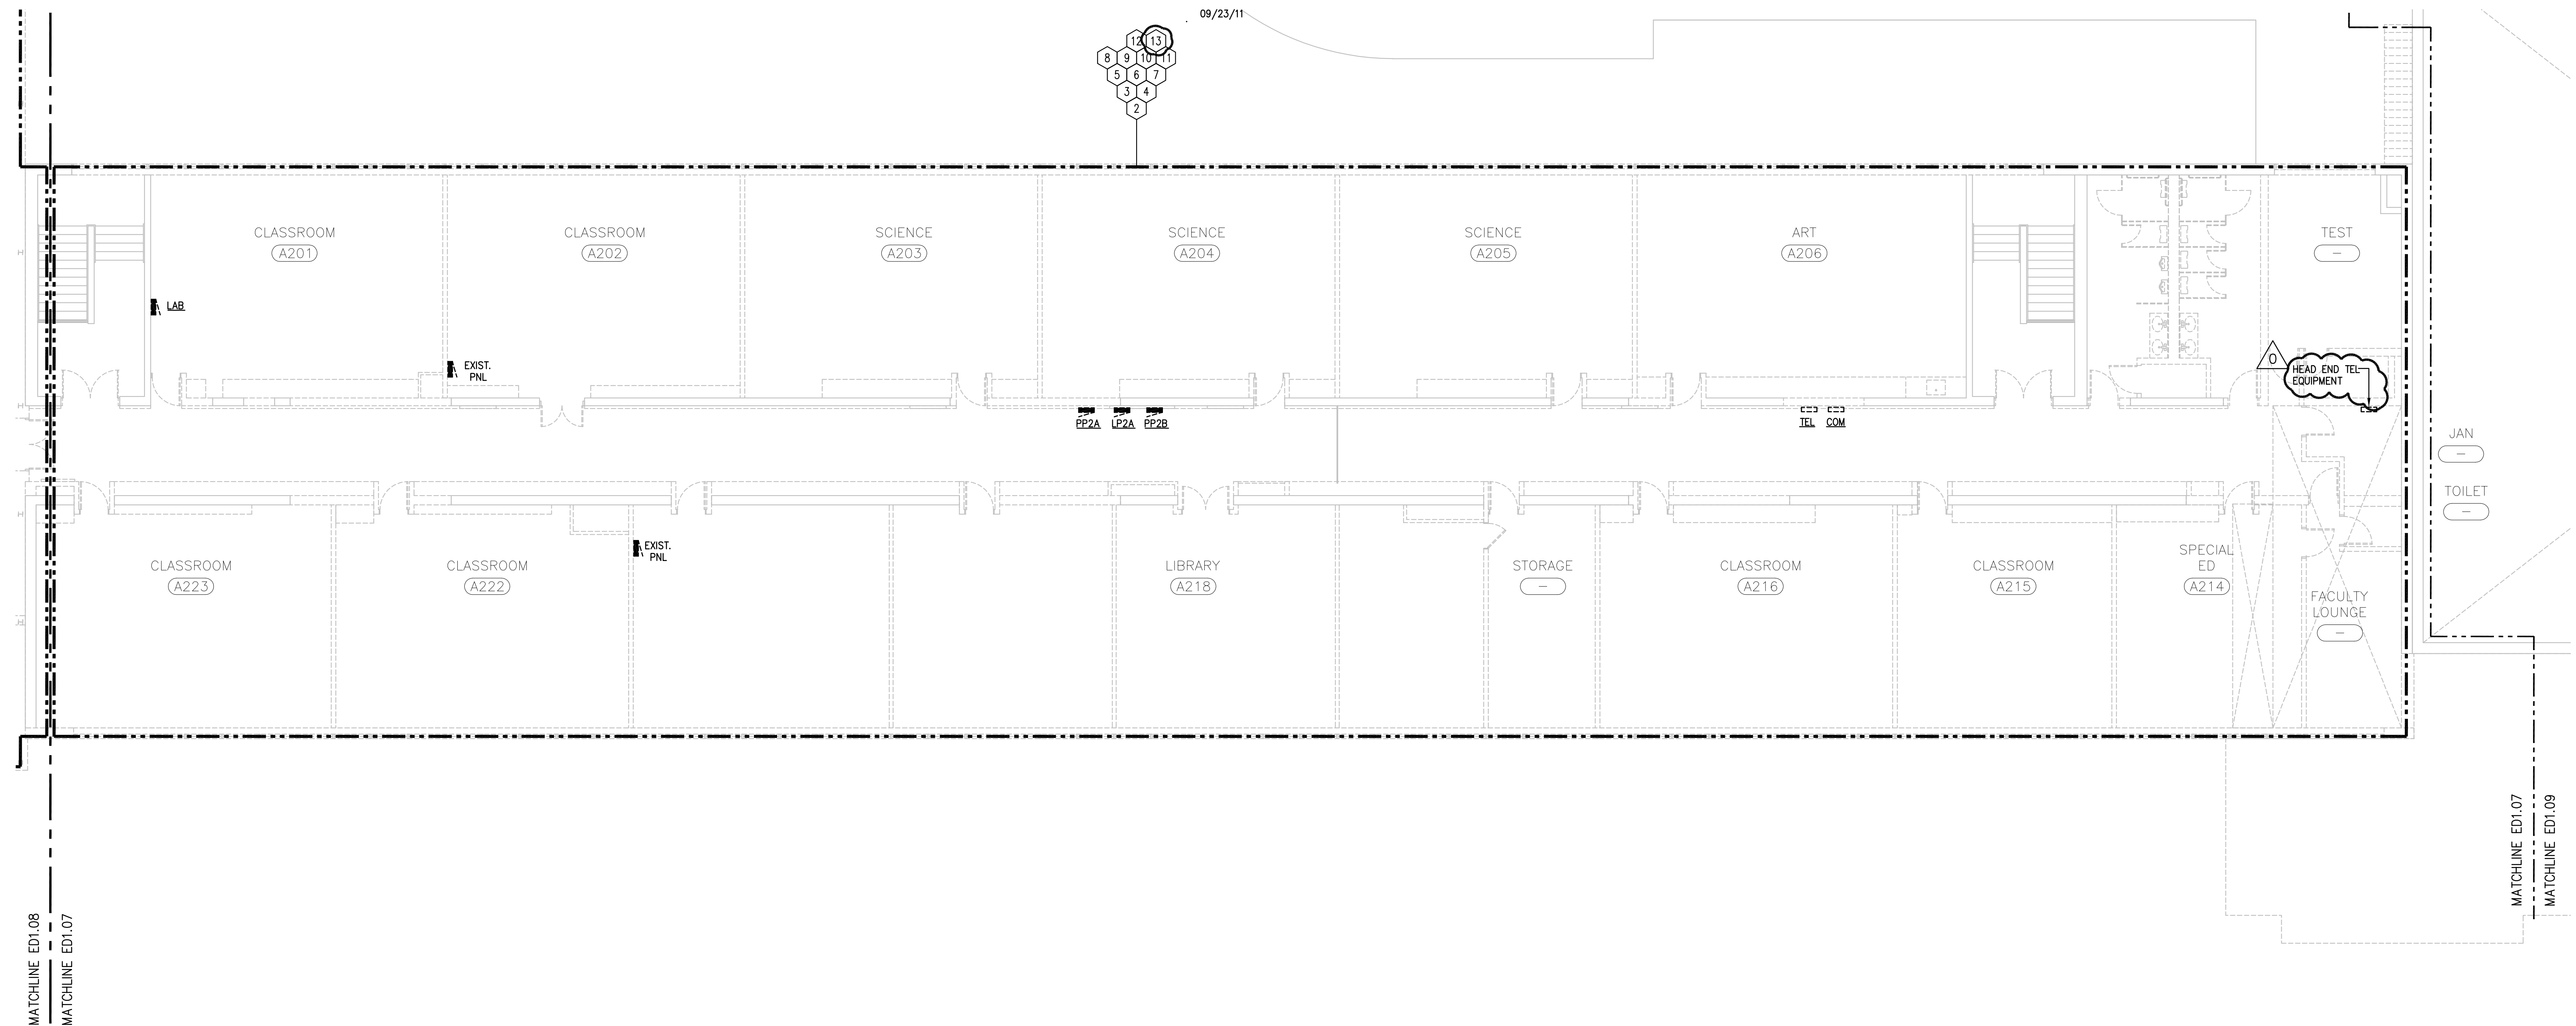 09/23/11
12 13
8 9 10 11
5 6 7
3 4
2
CLASSROOM
A201
CLASSROOM
A202
SCIENCE
A203
SCIENCE
A204
SCIENCE
A205
ART
A206
TEST
—
LAB
EXIST.
PNL
0
HEAD END TEL
EQUIPMENT
PP2A
LP2A
PP2B
TEL
COM
JAN
—
TOILET
—
EXIST.
PNL
CLASSROOM
A223
CLASSROOM
A222
LIBRARY
A218
STORAGE
—
CLASSROOM
A216
CLASSROOM
A215
SPECIAL
ED
A214
FACULTY
LOUNGE
—
MATCHLINE ED1.08
MATCHLINE ED1.07
MATCHLINE ED1.07
MATCHLINE ED1.09